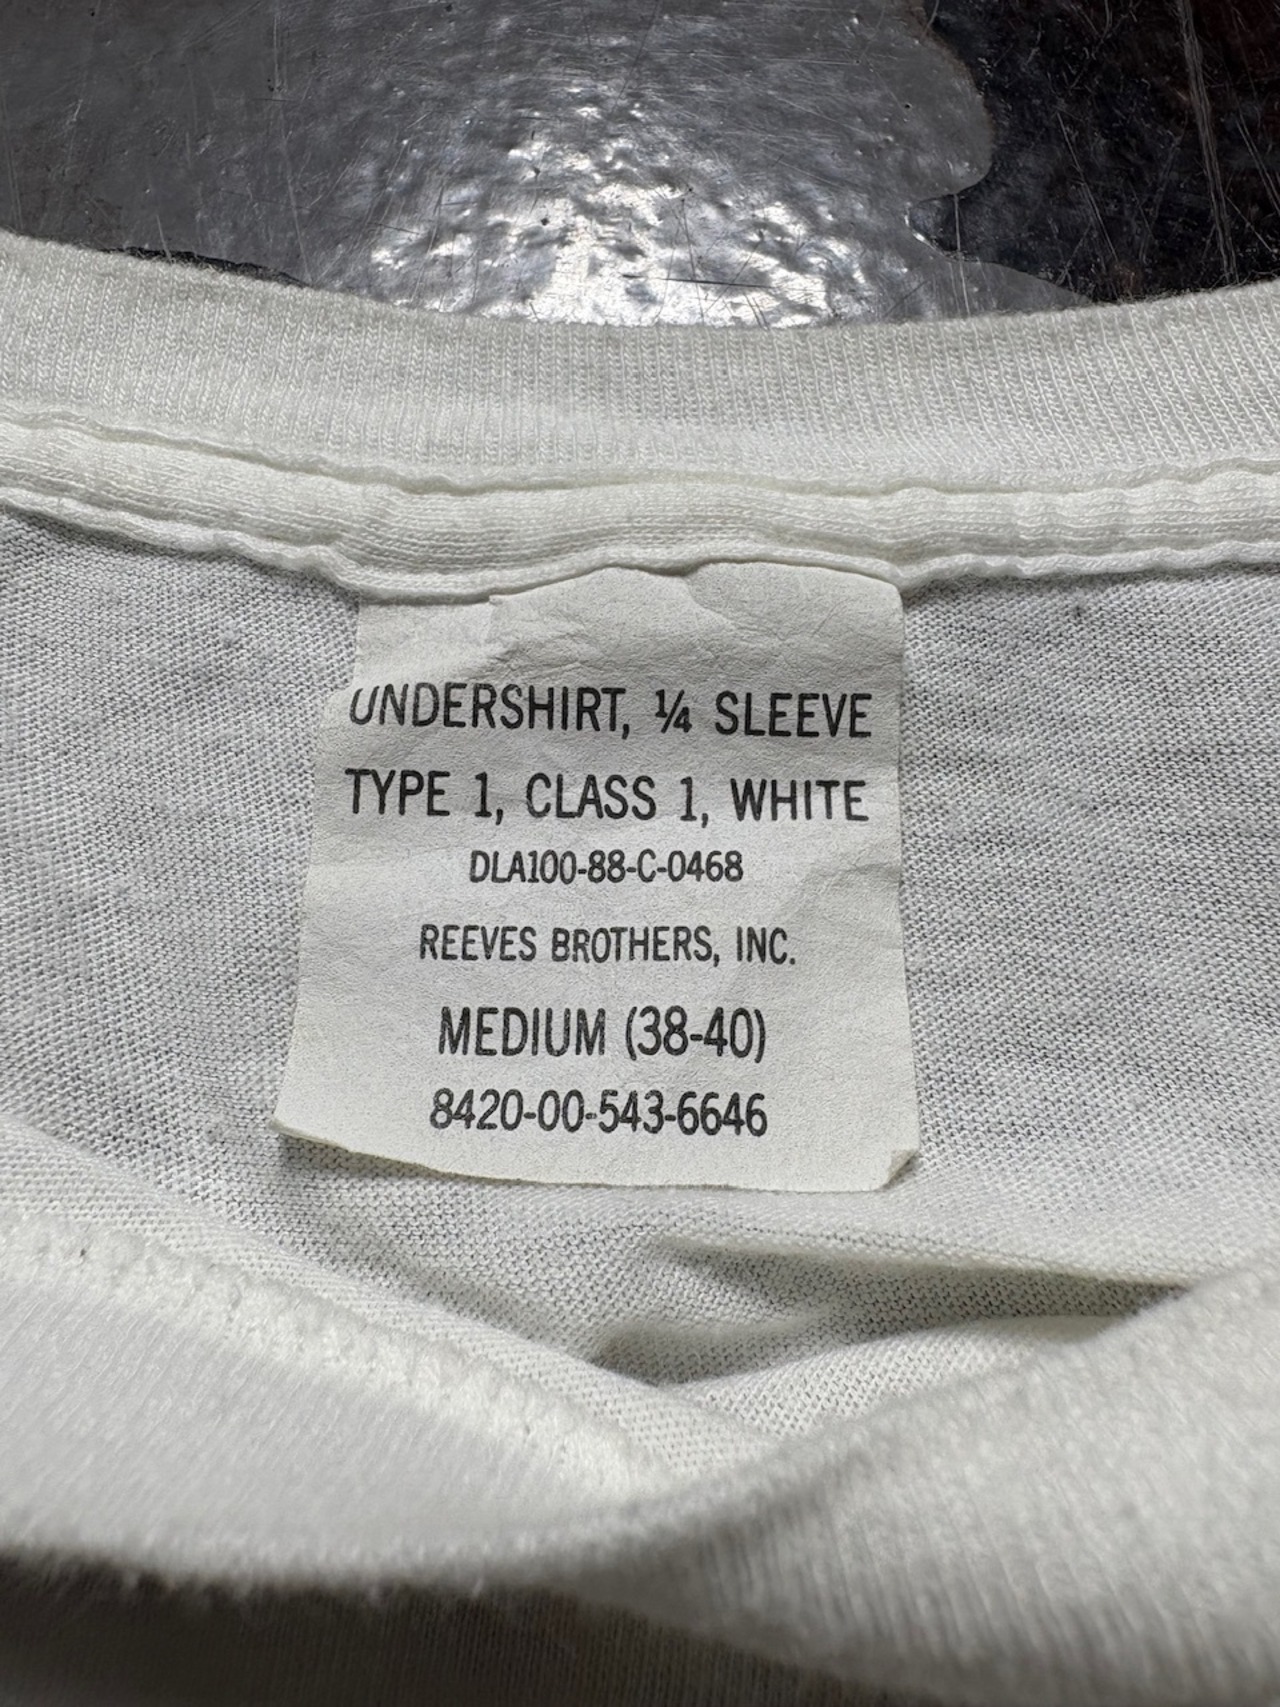 UNDERSHIRT, ¼ SLEEVE
TYPE 1, CLASS 1, WHITE
DLA100-88-C-0468
REEVES BROTHERS, INC.
MEDIUM (38-40)
8420-00-543-6646